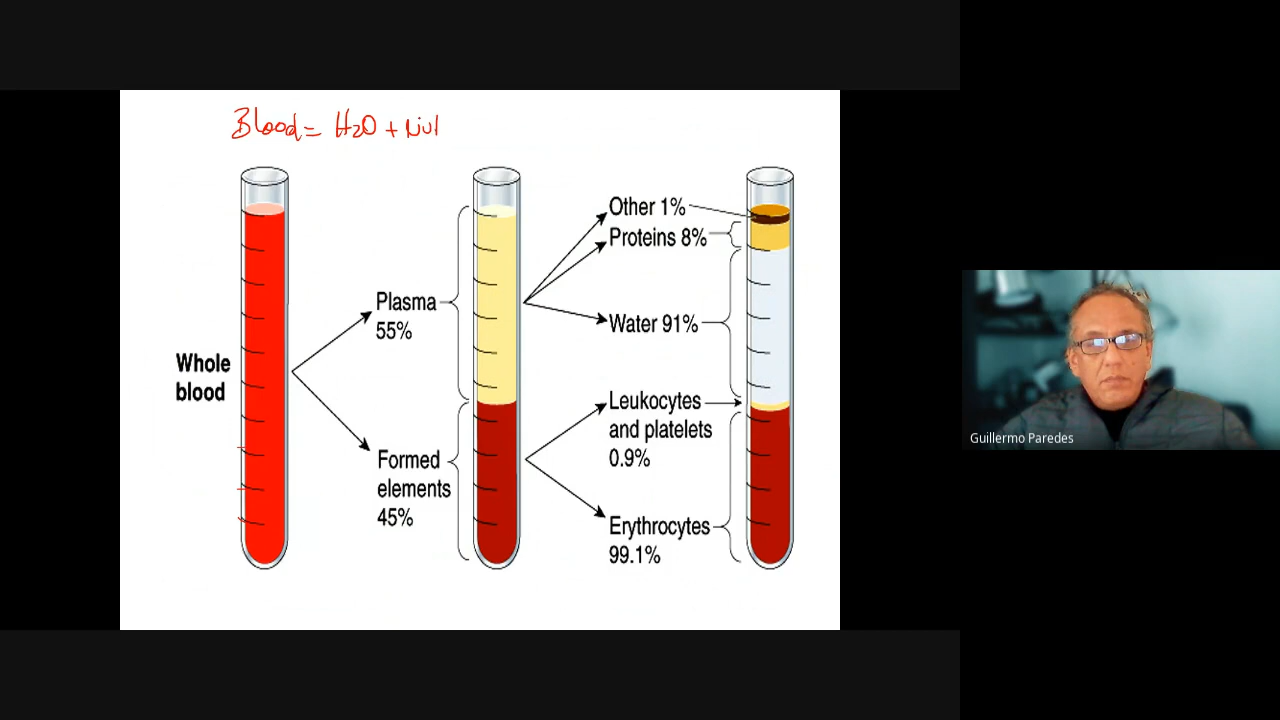 Blood = H2O + Nut
Whole
blood
Plasma
55%
Formed
elements
45%
Other 1%
Proteins 8%
Water 91%
Leukocytes
and platelets
0.9%
Erythrocytes
99.1%
Guillermo Paredes